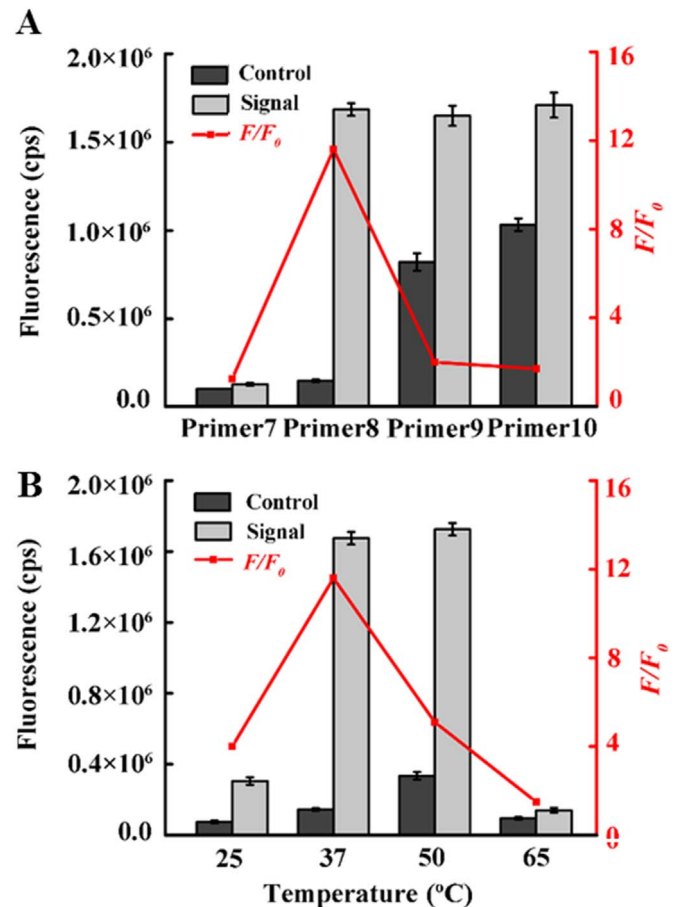 A
2.0×10⁶
1.5×10⁶
1.0×10⁶
0.5×10⁶
0.0
Fluorescence (cps)
Control
Signal
F/F₀
16
12
8
4
0
F/F₀
Primer7 Primer8 Primer9 Primer10
B
2.0×10⁶
1.6×10⁶
1.2×10⁶
0.8×10⁶
0.4×10⁶
0.0
Fluorescence (cps)
Control
Signal
F/F₀
16
12
8
4
0
F/F₀
25 37 50 65
Temperature (ºC)